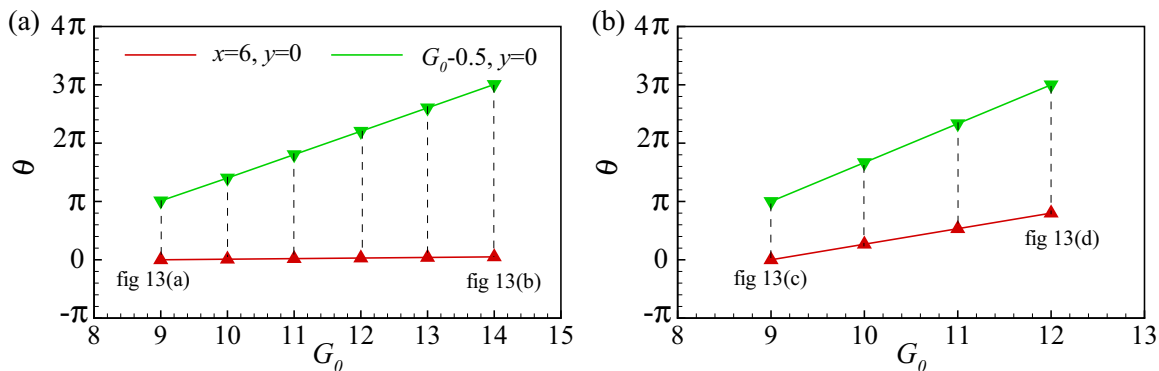 (a)
4π
3π
2π
π
0
-π
θ
x=6, y=0
G₀-0.5, y=0
fig 13(a)
fig 13(b)
8 9 10 11 12 13 14 15
G₀
(b)
4π
3π
2π
π
0
-π
θ
fig 13(c)
fig 13(d)
8 9 10 11 12 13
G₀